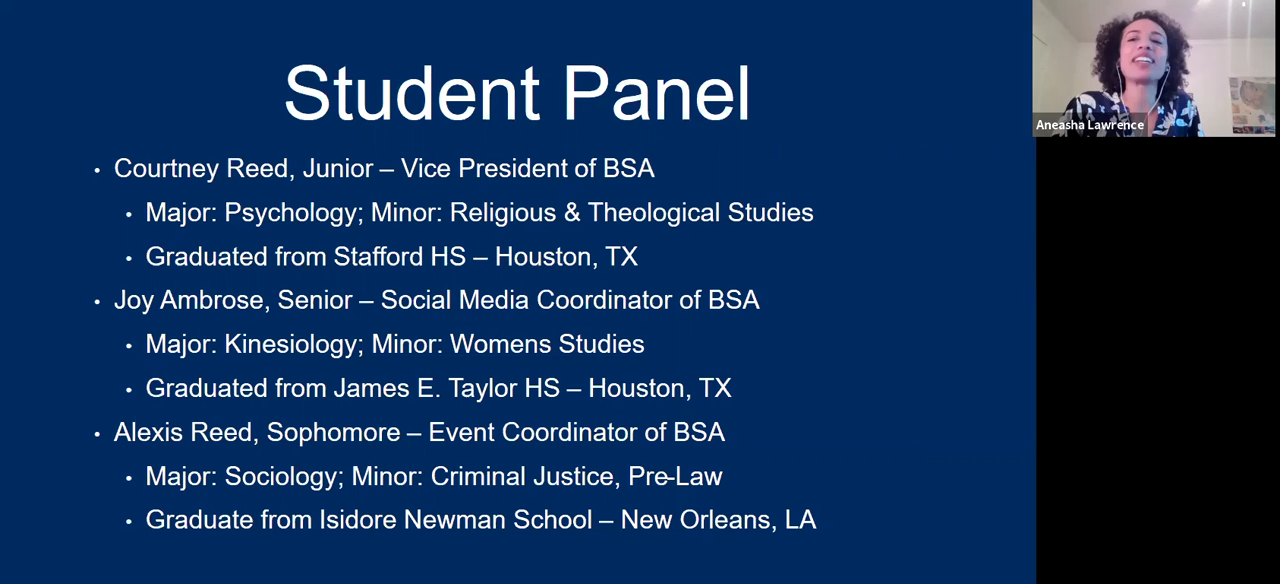 Student Panel
• Courtney Reed, Junior – Vice President of BSA
• Major: Psychology; Minor: Religious & Theological Studies
• Graduated from Stafford HS – Houston, TX
• Joy Ambrose, Senior – Social Media Coordinator of BSA
• Major: Kinesiology; Minor: Womens Studies
• Graduated from James E. Taylor HS – Houston, TX
• Alexis Reed, Sophomore – Event Coordinator of BSA
• Major: Sociology; Minor: Criminal Justice, Pre-Law
• Graduate from Isidore Newman School – New Orleans, LA
Aneasha Lawrence